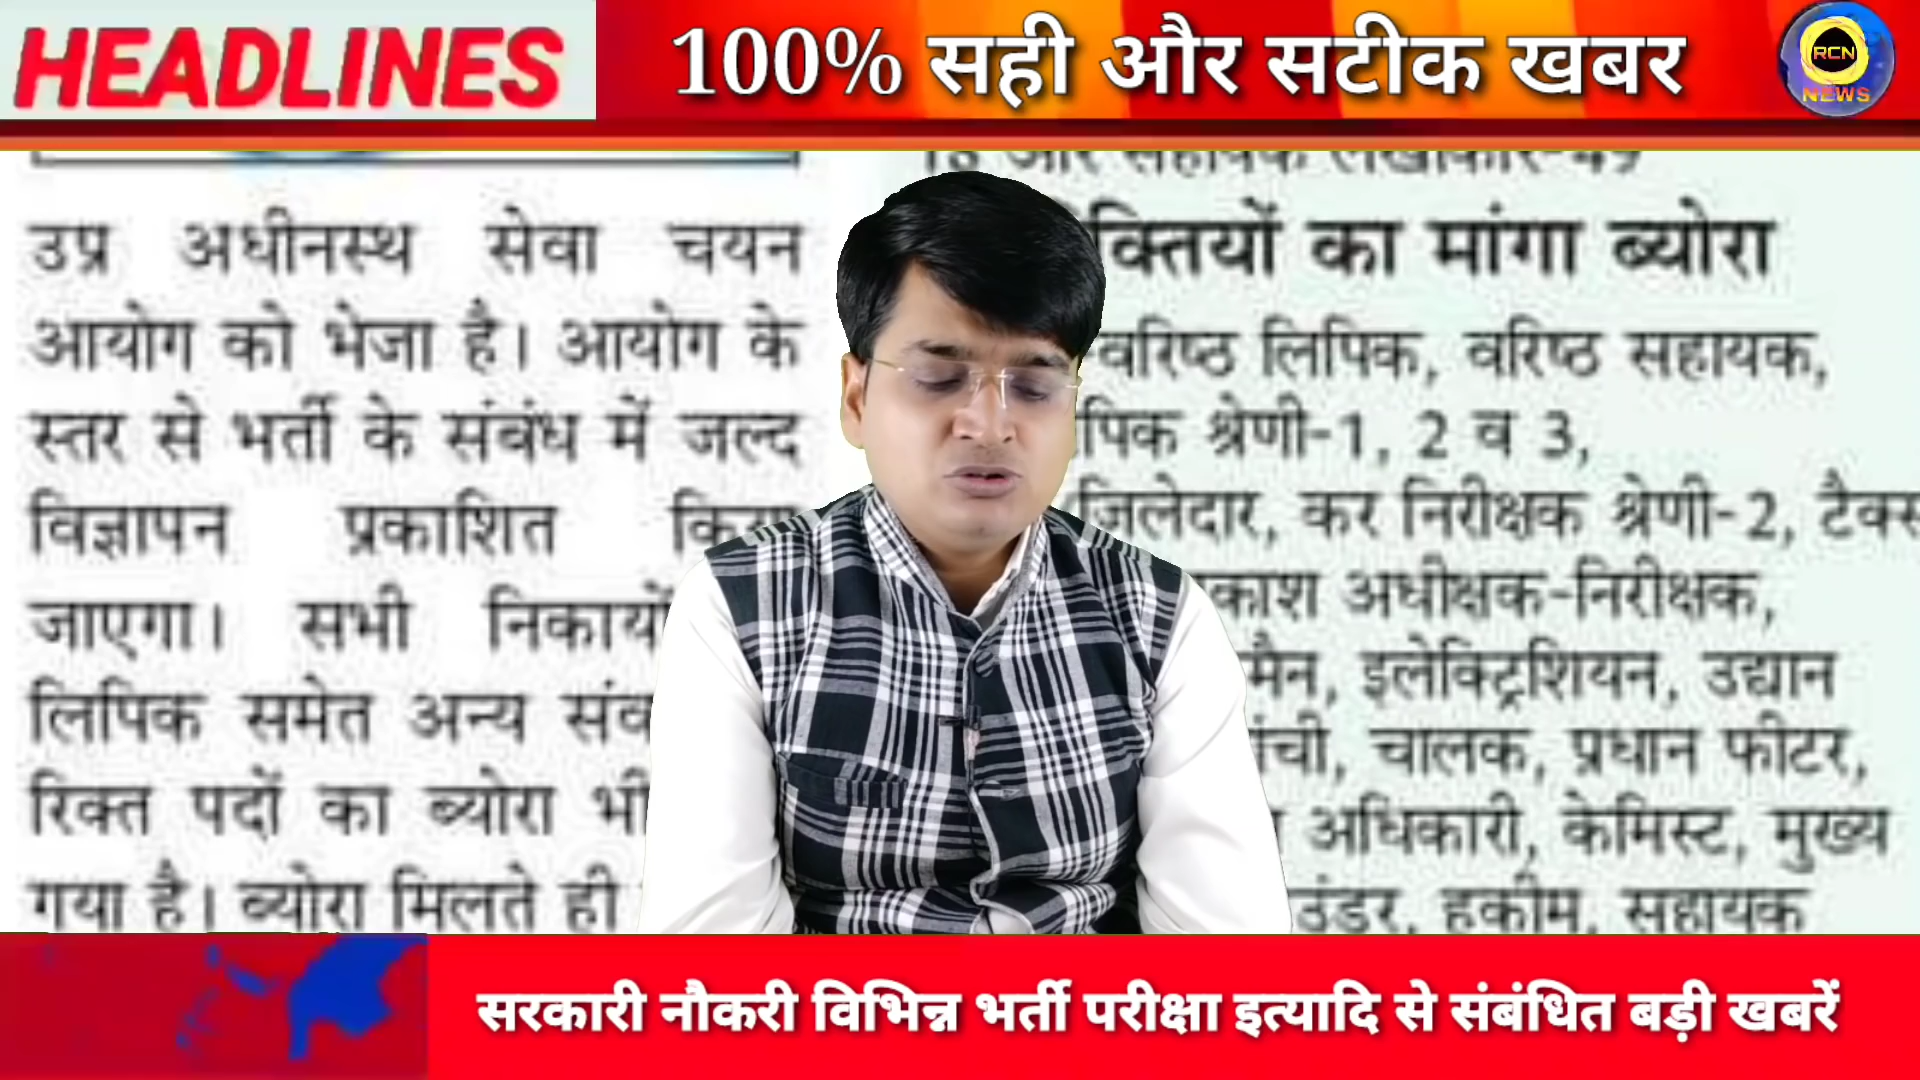 HEADLINES
100% सही और सटीक खबर
RCN
NEWS
उप्र अधीनस्थ सेवा चयन
आयोग को भेजा है। आयोग के
स्तर से भर्ती के संबंध में जल्द
विज्ञापन प्रकाशित
जाएगा। सभी
लिपिक समेत अन्य
रिक्त पदों का ब्योरा
गया है। ब्योरा मिलते ही
का मांगा ब्योरा
वरिष्ठ लिपिक, वरिष्ठ सहायक,
श्रेणी-1, 2 व 3,
जिलेदार, कर निरीक्षक श्रेणी-2, टैक्स
अधीक्षक-निरीक्षक,
इलेक्ट्रिशियन, उद्यान
चालक, प्रधान फीटर,
अधिकारी, केमिस्ट, मुख्य
हकीम, सहायक
सरकारी नौकरी विभिन्न भर्ती परीक्षा इत्यादि से संबंधित बड़ी खबरें